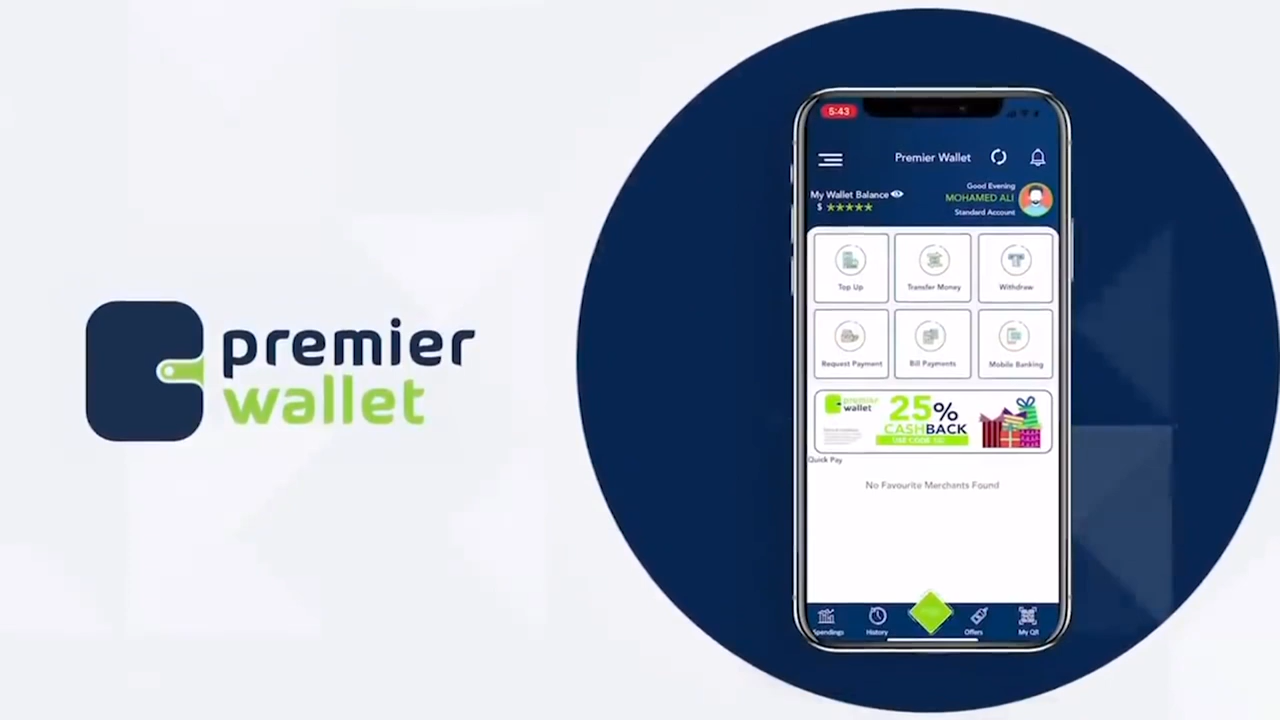 premier
wallet
5:43
Premier Wallet
My Wallet Balance
$ ★★★★★
Good Evening
MOHAMED ALI
Standard Account
Top Up
Transfer Money
Withdraw
Request Payment
Bill Payments
Mobile Banking
premier
wallet
25%
CASHBACK
USE CODE
Quick Pay
No Favourite Merchants Found
Spendings
History
Offers
My QR